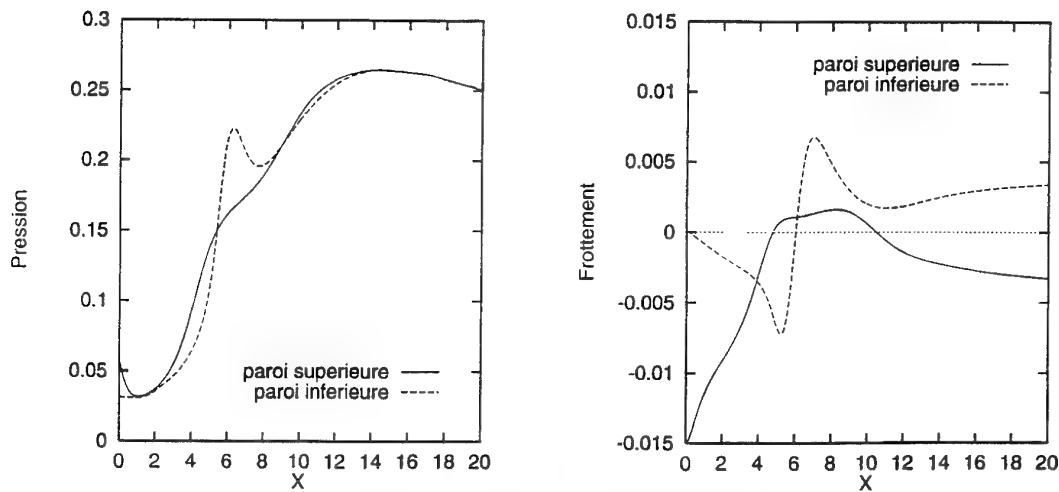 0.3
0.25
0.2
0.15
0.1
0.05
0
Pression
paroi superieure
paroi inferieure
0 2 4 6 8 10 12 14 16 18 20
X
0.015
0.01
0.005
0
-0.005
-0.01
-0.015
Frottement
paroi superieure
paroi inferieure
0 2 4 6 8 10 12 14 16 18 20
X